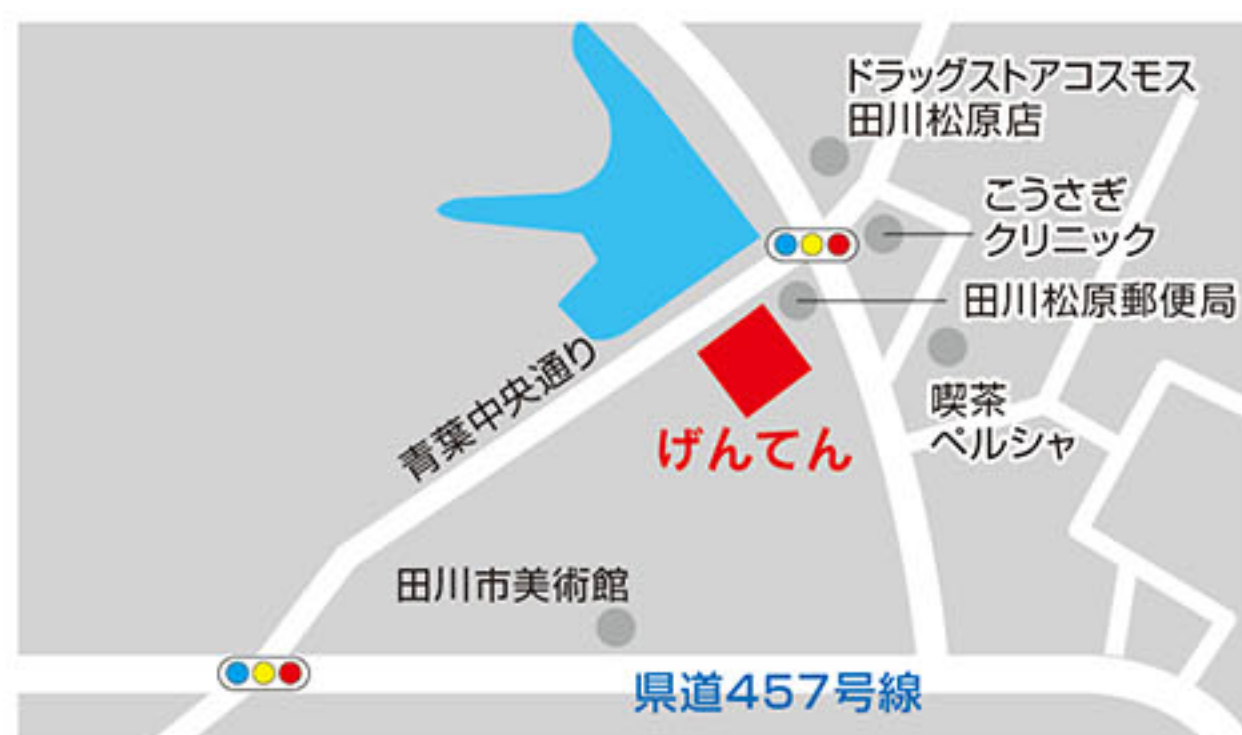 ドラッグストアコスモス
田川松原店
こうさぎ
クリニック
田川松原郵便局
喫茶
ペルシャ
げんてん
青葉中央通り
田川市美術館
県道457号線